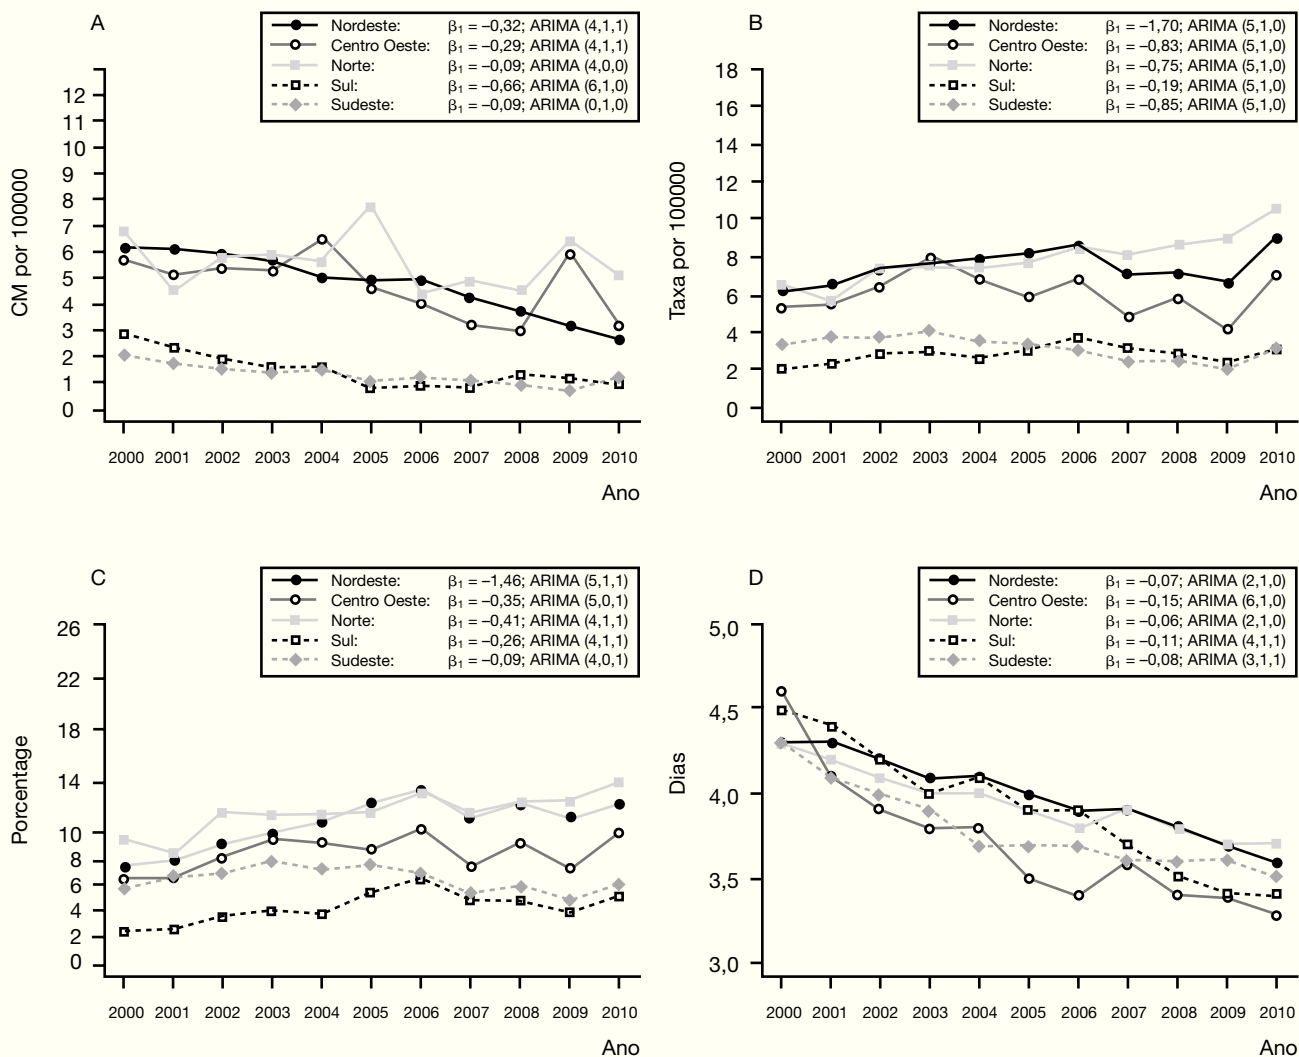 A
Nordeste: β1 = –0,32; ARIMA (4,1,1)
Centro Oeste: β1 = –0,29; ARIMA (4,1,1)
Norte: β1 = –0,09; ARIMA (4,0,0)
Sul: β1 = –0,66; ARIMA (6,1,0)
Sudeste: β1 = –0,09; ARIMA (0,1,0)
CM por 100000
12
11
10
9
8
7
6
5
4
3
2
1
0
2000 2001 2002 2003 2004 2005 2006 2007 2008 2009 2010
Ano
B
Nordeste: β1 = –1,70; ARIMA (5,1,0)
Centro Oeste: β1 = –0,83; ARIMA (5,1,0)
Norte: β1 = –0,75; ARIMA (5,1,0)
Sul: β1 = –0,19; ARIMA (5,1,0)
Sudeste: β1 = –0,85; ARIMA (5,1,0)
Taxa por 100000
18
16
14
12
10
8
6
4
2
0
2000 2001 2002 2003 2004 2005 2006 2007 2008 2009 2010
Ano
C
Nordeste: β1 = –1,46; ARIMA (5,1,1)
Centro Oeste: β1 = –0,35; ARIMA (5,0,1)
Norte: β1 = –0,41; ARIMA (4,1,1)
Sul: β1 = –0,26; ARIMA (4,1,1)
Sudeste: β1 = –0,09; ARIMA (4,0,1)
Porcentage
26
22
18
14
10
8
6
4
2
0
2000 2001 2002 2003 2004 2005 2006 2007 2008 2009 2010
Ano
D
Nordeste: β1 = –0,07; ARIMA (2,1,0)
Centro Oeste: β1 = –0,15; ARIMA (6,1,0)
Norte: β1 = –0,06; ARIMA (2,1,0)
Sul: β1 = –0,11; ARIMA (4,1,1)
Sudeste: β1 = –0,08; ARIMA (3,1,1)
Dias
5,0
4,5
4,0
3,5
3,0
2000 2001 2002 2003 2004 2005 2006 2007 2008 2009 2010
Ano